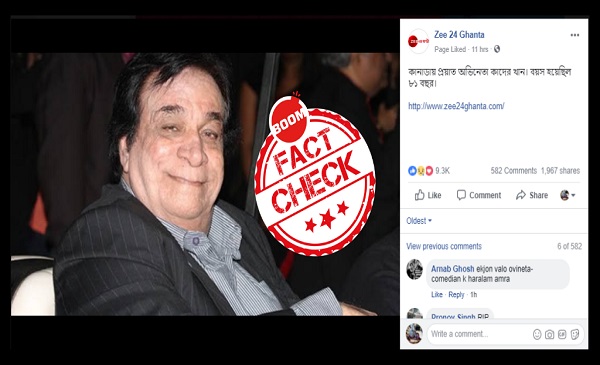 BOOM
FACT
CHECK
Zee 24 Ghanta
Page Liked · 11 hrs ·
কানাডায় প্রয়াত অভিনেতা কাদের খান। বয়স হয়েছিল
৮১ বছর।
http://www.zee24ghanta.com/
9.3K
582 Comments 1,967 shares
Like Comment Share
Oldest
View previous comments
6 of 582
Arnab Ghosh ekjon valo ovineta-
comedian k haralam amra
Like · Reply · 1h
Pronoy Singh RIP
Write a comment...